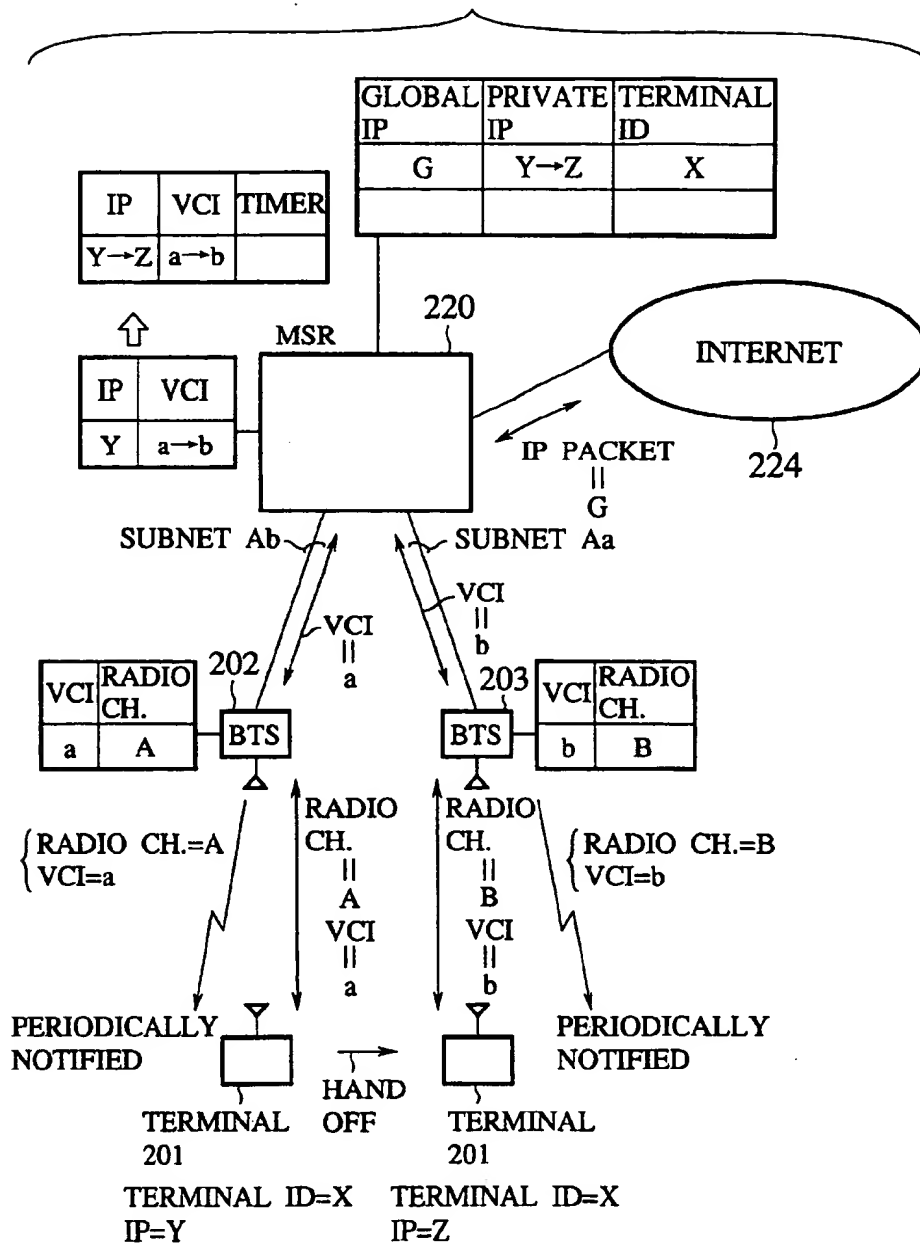 GLOBAL IP PRIVATE IP TERMINAL ID
G Y→Z X
IP VCI TIMER
Y→Z a→b
MSR
220
INTERNET
224
IP VCI
Y a→b
IP PACKET
=
G
SUBNET Ab
SUBNET Aa
VCI
=
a
VCI
=
b
202
203
VCI RADIO CH.
a A
BTS
BTS
VCI RADIO CH.
b B
{RADIO CH.=A
VCI=a
RADIO
CH.
=
A
VCI
=
a
RADIO
CH.
=
B
VCI
=
b
{RADIO CH.=B
VCI=b
PERIODICALLY
NOTIFIED
PERIODICALLY
NOTIFIED
HAND
OFF
TERMINAL
201
TERMINAL
201
TERMINAL ID=X
IP=Y
TERMINAL ID=X
IP=Z